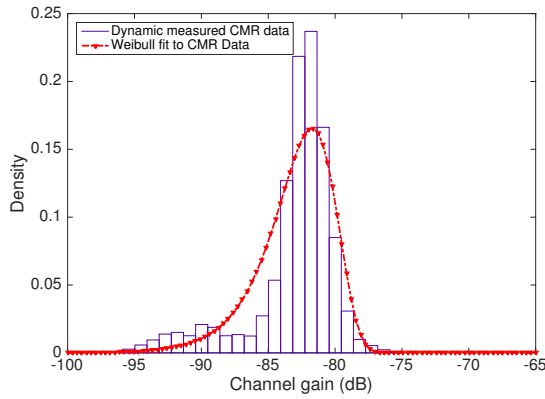 0.25
Dynamic measured CMR data
Weibull fit to CMR Data
0.2
0.15
0.1
0.05
0
Density
-100 -95 -90 -85 -80 -75 -70 -65
Channel gain (dB)